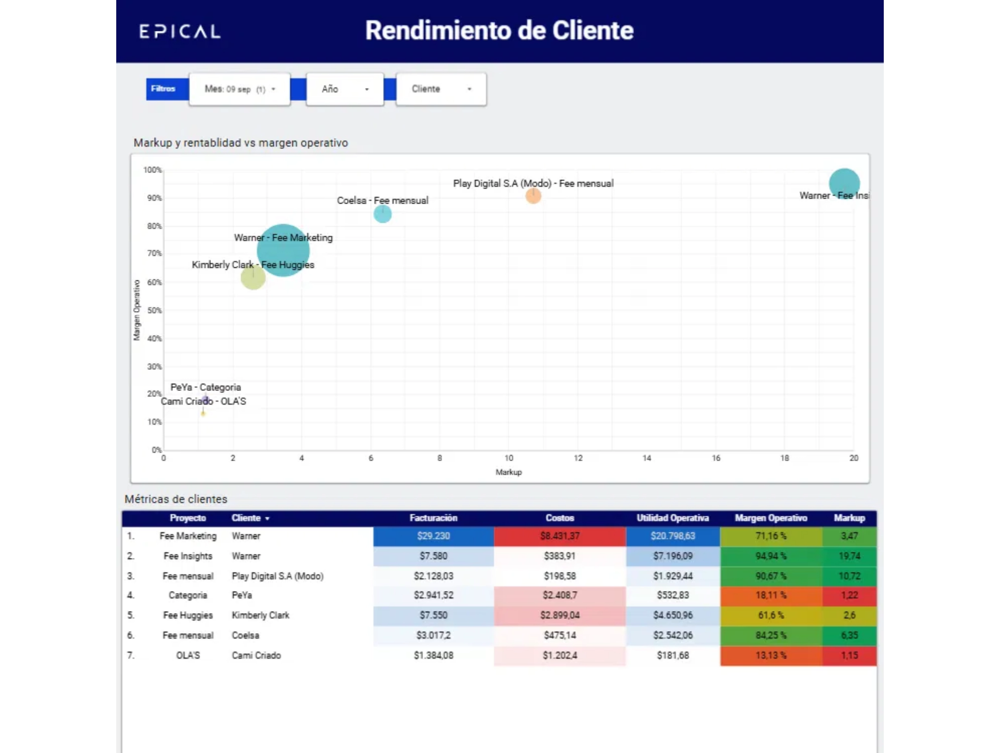 EPICAL
Rendimiento de Cliente
Filtros
Mes: 09 sep (1)
Año
Cliente
Markup y rentablidad vs margen operativo
100%
90%
80%
70%
60%
50%
40%
30%
20%
10%
0%
Margen Operativo
Play Digital S.A (Modo) - Fee mensual
Warner - Fee Insi
Coelsa - Fee mensual
Warner - Fee Marketing
Kimberly Clark - Fee Huggies
PeYa - Categoria
Cami Criado - OLA'S
0 2 4 6 8 10 12 14 16 18 20
Markup
Métricas de clientes
Proyecto Cliente Facturación Costos Utilidad Operativa Margen Operativo Markup
1. Fee Marketing Warner $29.230 $8.431,37 $20.798,63 71,16 % 3,47
2. Fee Insights Warner $7.580 $383,91 $7.196,09 94,94 % 19,74
3. Fee mensual Play Digital S.A (Modo) $2.128,03 $198,58 $1.929,44 90,67 % 10,72
4. Categoria PeYa $2.941,52 $2.408,7 $532,83 18,11 % 1,22
5. Fee Huggies Kimberly Clark $7.550 $2.899,04 $4.650,96 61,6 % 2,6
6. Fee mensual Coelsa $3.017,2 $475,14 $2.542,06 84,25 % 6,35
7. OLA'S Cami Criado $1.384,08 $1.202,4 $181,68 13,13 % 1,15